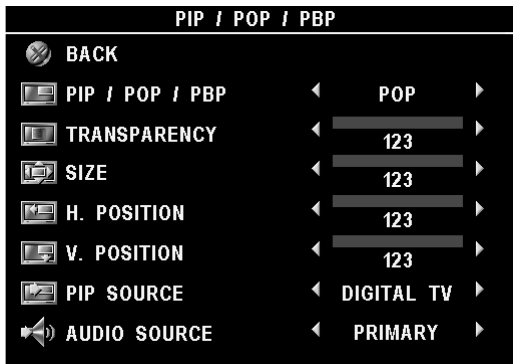 PIP / POP / PBP
BACK
PIP / POP / PBP POP
TRANSPARENCY 123
SIZE 123
H. POSITION 123
V. POSITION 123
PIP SOURCE DIGITAL TV
AUDIO SOURCE PRIMARY